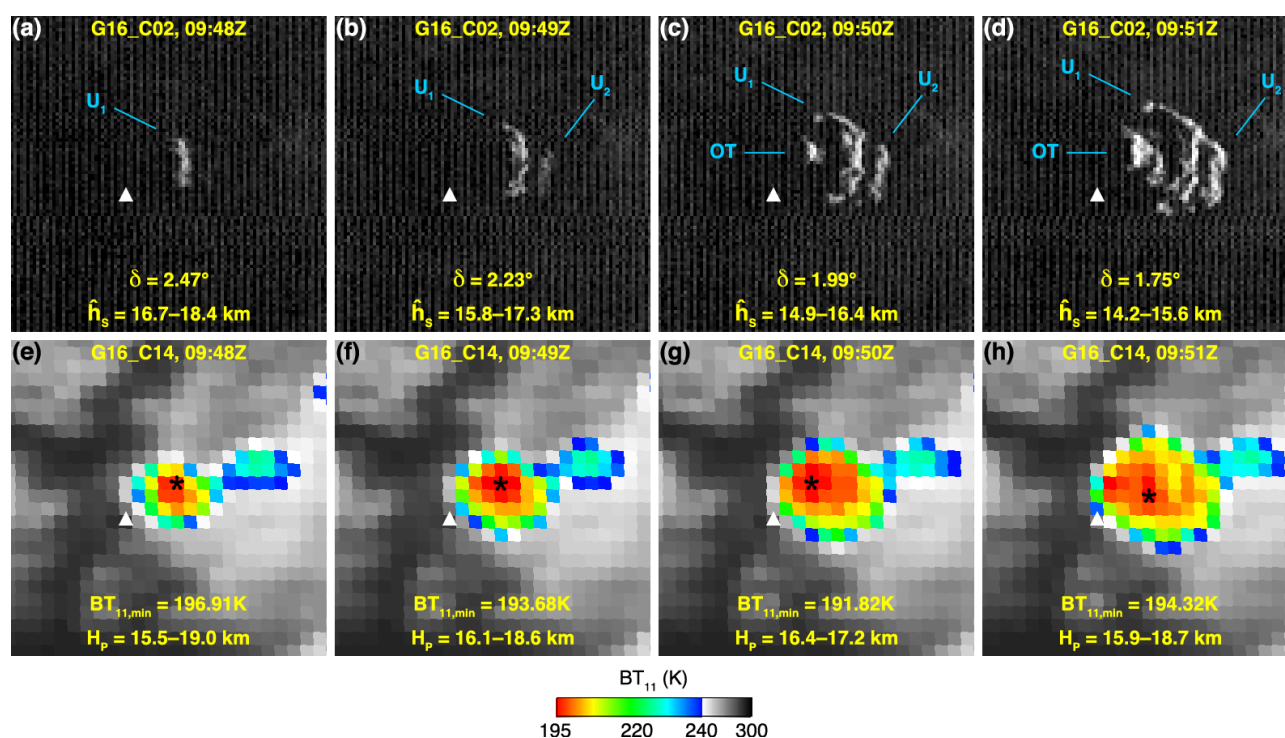 (a) G16_C02, 09:48Z
U1
δ = 2.47°
ĥs = 16.7–18.4 km
(b) G16_C02, 09:49Z
U1
U2
δ = 2.23°
ĥs = 15.8–17.3 km
(c) G16_C02, 09:50Z
U1
U2
OT
δ = 1.99°
ĥs = 14.9–16.4 km
(d) G16_C02, 09:51Z
U1
U2
OT
δ = 1.75°
ĥs = 14.2–15.6 km
(e) G16_C14, 09:48Z
BT11,min = 196.91K
HP = 15.5–19.0 km
(f) G16_C14, 09:49Z
BT11,min = 193.68K
HP = 16.1–18.6 km
(g) G16_C14, 09:50Z
BT11,min = 191.82K
HP = 16.4–17.2 km
(h) G16_C14, 09:51Z
BT11,min = 194.32K
HP = 15.9–18.7 km
BT11 (K)
195 220 240 300